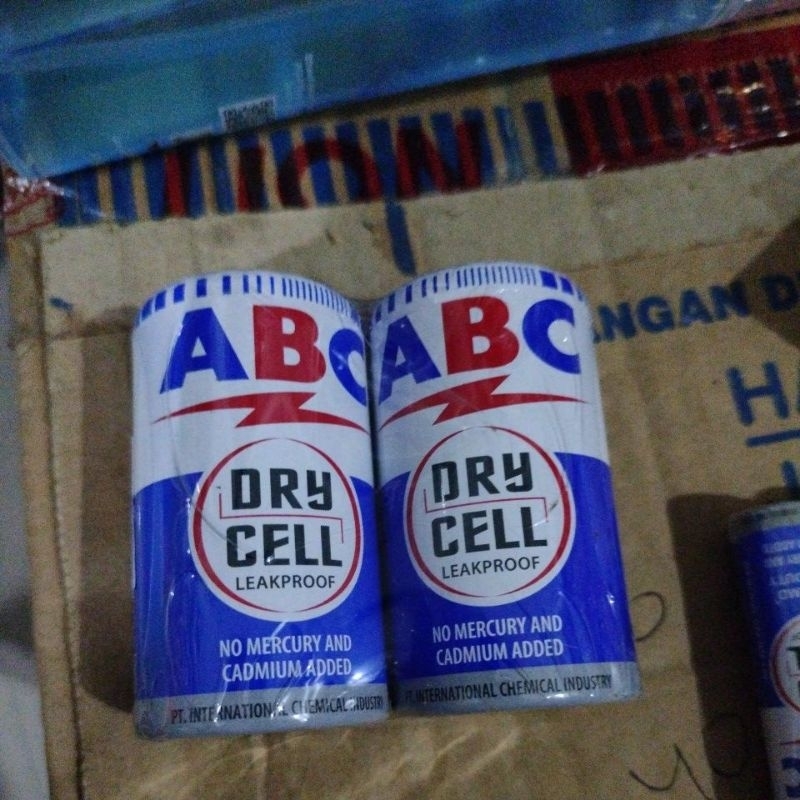 ABC
DRY
CELL
LEAKPROOF
NO MERCURY AND
CADMIUM ADDED
PT. INTERNATIONAL CHEMICAL INDUSTRY
ABC
DRY
CELL
LEAKPROOF
NO MERCURY AND
CADMIUM ADDED
PT. INTERNATIONAL CHEMICAL INDUSTRY